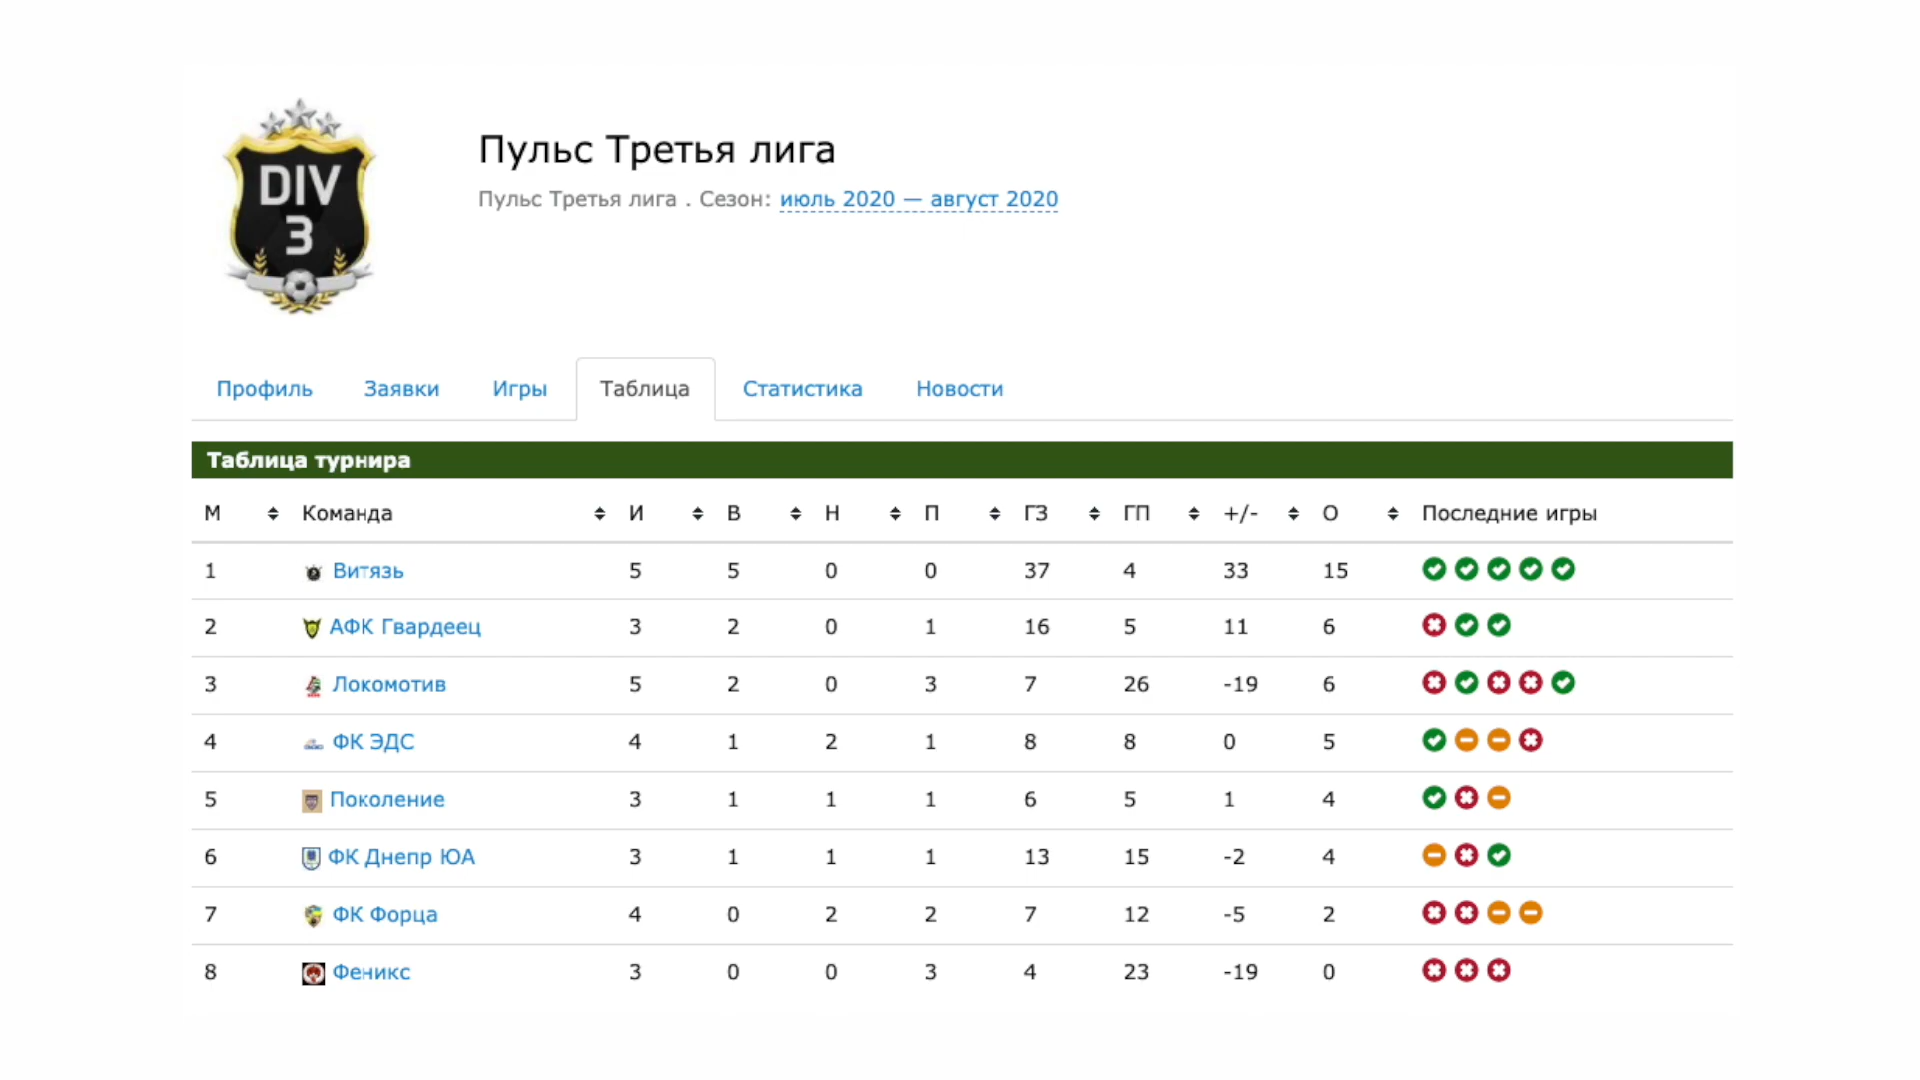 DIV
3
Пульс Третья лига
Пульс Третья лига . Сезон: июль 2020 — август 2020
Профиль Заявки Игры Таблица Статистика Новости
Таблица турнира
М Команда И В Н П ГЗ ГП +/- О Последние игры
1 Витязь 5 5 0 0 37 4 33 15
2 АФК Гвардеец 3 2 0 1 16 5 11 6
3 Локомотив 5 2 0 3 7 26 -19 6
4 ФК ЭДС 4 1 2 1 8 8 0 5
5 Поколение 3 1 1 1 6 5 1 4
6 ФК Днепр ЮА 3 1 1 1 13 15 -2 4
7 ФК Форца 4 0 2 2 7 12 -5 2
8 Феникс 3 0 0 3 4 23 -19 0